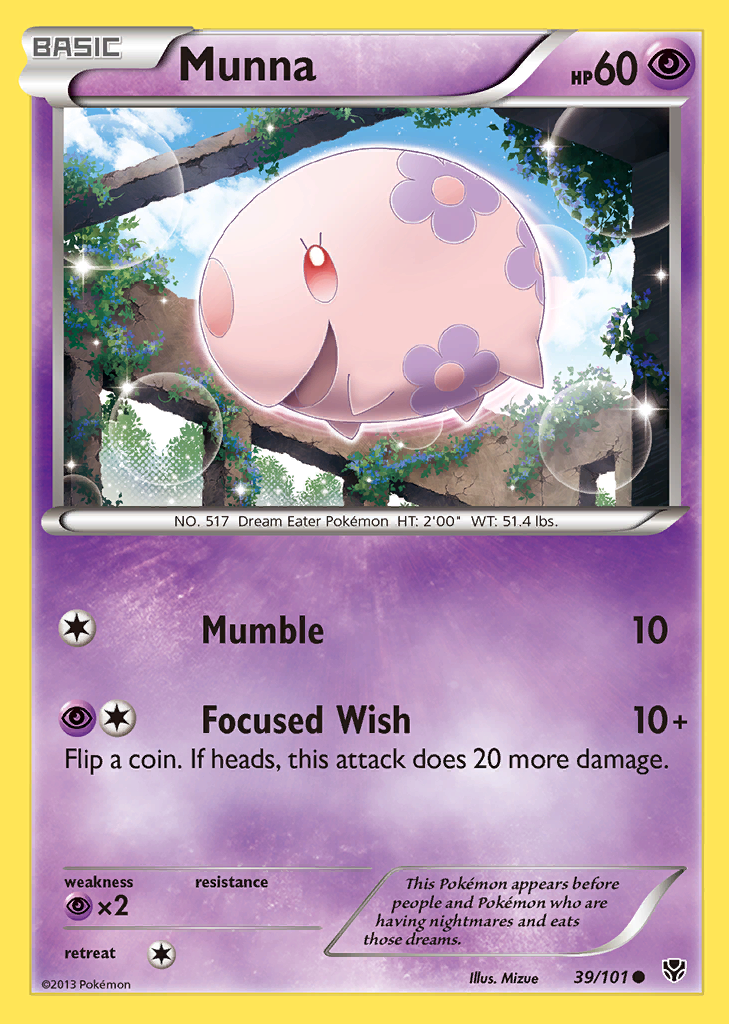 BASIC
Munna
HP60
NO. 517 Dream Eater Pokémon HT: 2'00" WT: 51.4 lbs.
Mumble 10
Focused Wish 10+
Flip a coin. If heads, this attack does 20 more damage.
weakness
×2
resistance
retreat
This Pokémon appears before
people and Pokémon who are
having nightmares and eats
those dreams.
©2013 Pokémon
Illus. Mizue
39/101